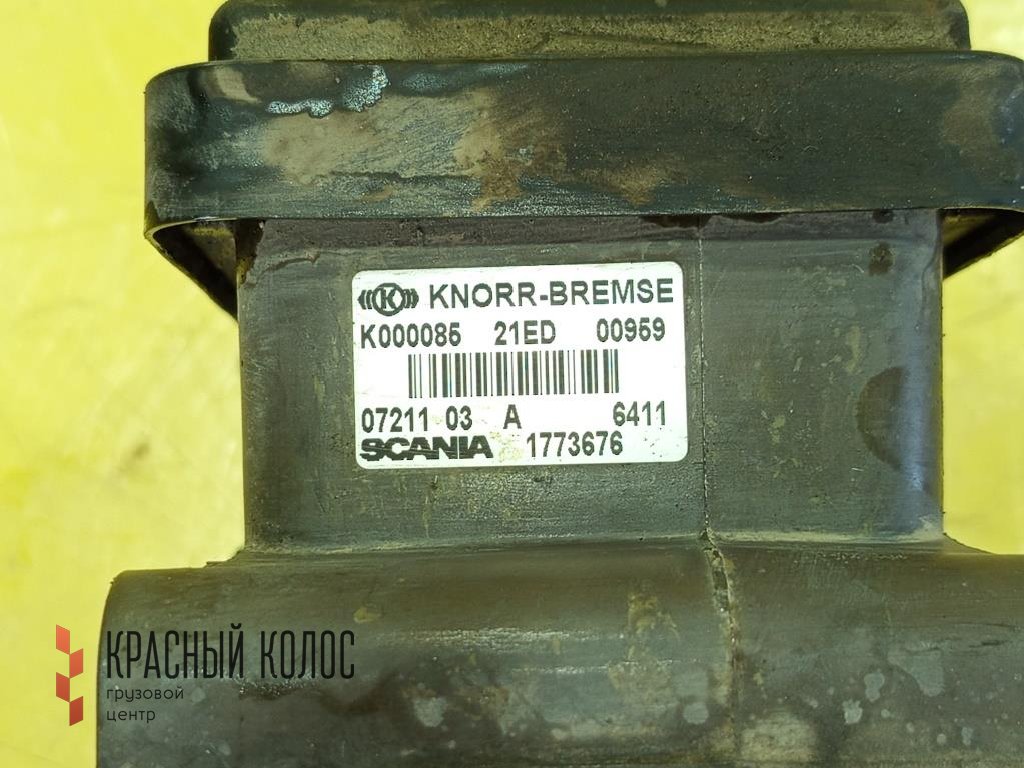 KNORR-BREMSE
K000085 21ED 00959
07211 03 A 6411
SCANIA 1773676
КРАСНЫЙ КОЛОС
грузовой
центр